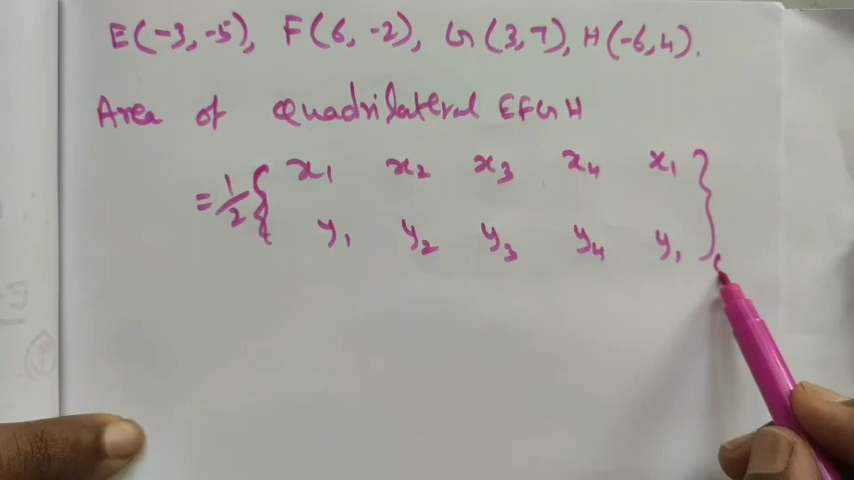 E(-3, -5), F(6, -2), G(3, 7), H(-6, 4).
Area of quadrilateral EFGH
= 1/2 { x₁ x₂ x₃ x₄ x₁ }
y₁ y₂ y₃ y₄ y₁